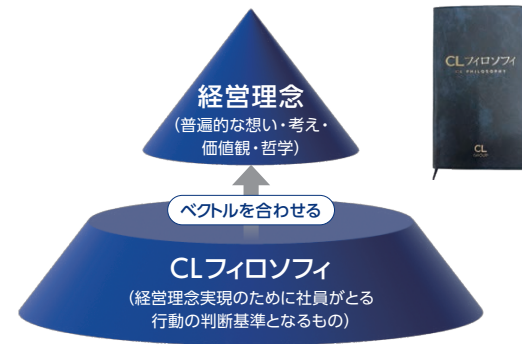 経営理念
(普遍的な想い・考え・
価値観・哲学)
ベクトルを合わせる
CLフィロソフィ
(経営理念実現のために社員がとる
行動の判断基準となるもの)
CLフィロソフィ
CL PHILOSOPHY
CL
GROUP